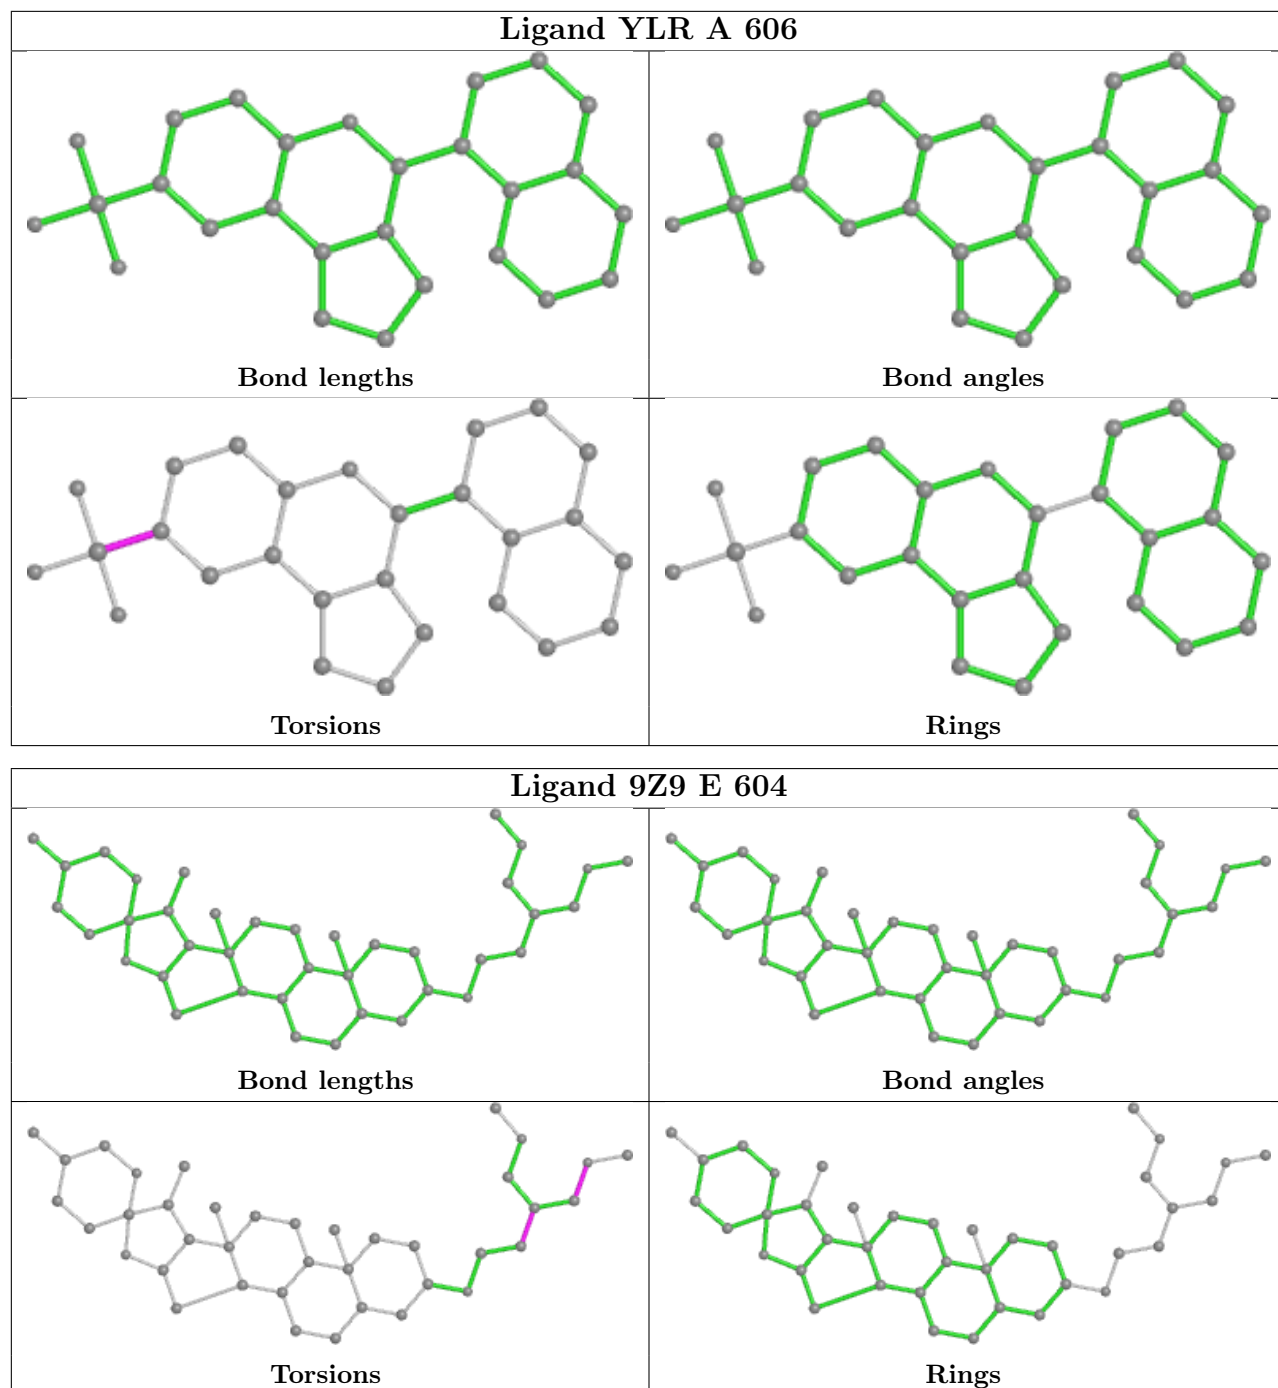 Ligand YLR A 606
Bond lengths
Bond angles
Torsions
Rings
Ligand 9Z9 E 604
Bond lengths
Bond angles
Torsions
Rings